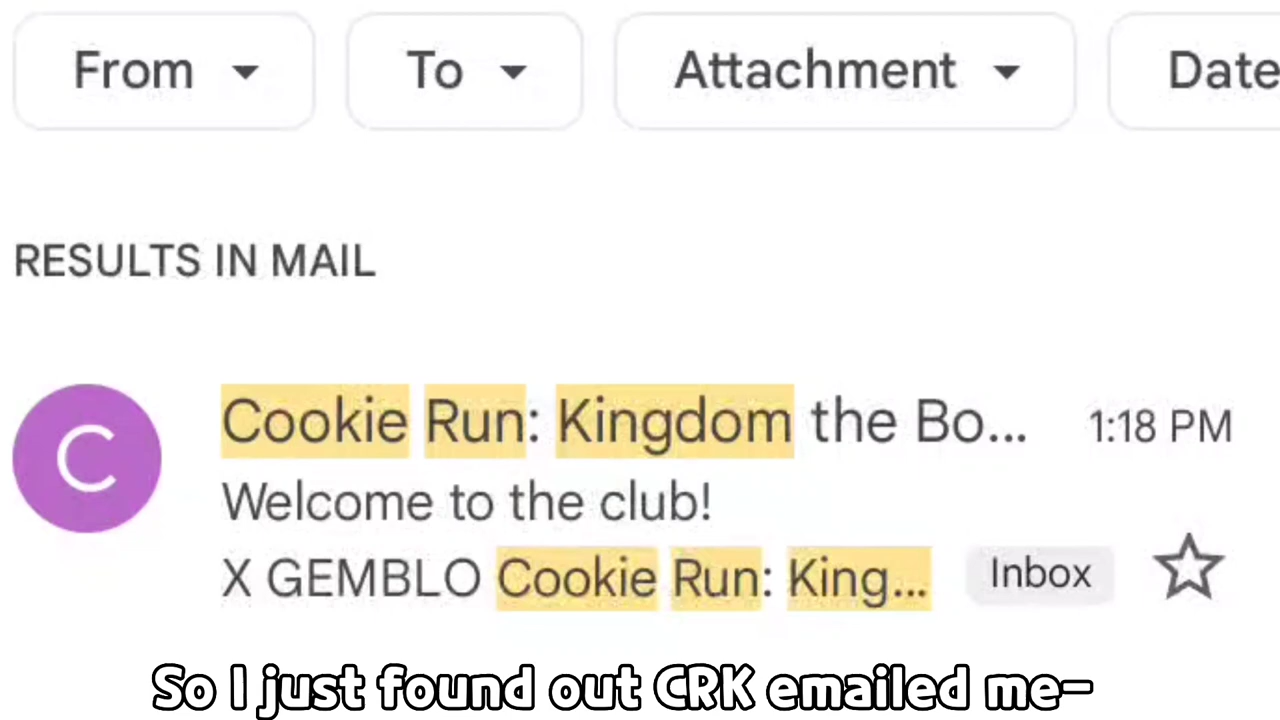 From To Attachment Date
RESULTS IN MAIL
C Cookie Run: Kingdom the Bo... 1:18 PM
Welcome to the club!
X GEMBLO Cookie Run: King... Inbox
So I just found out CRK emailed me-